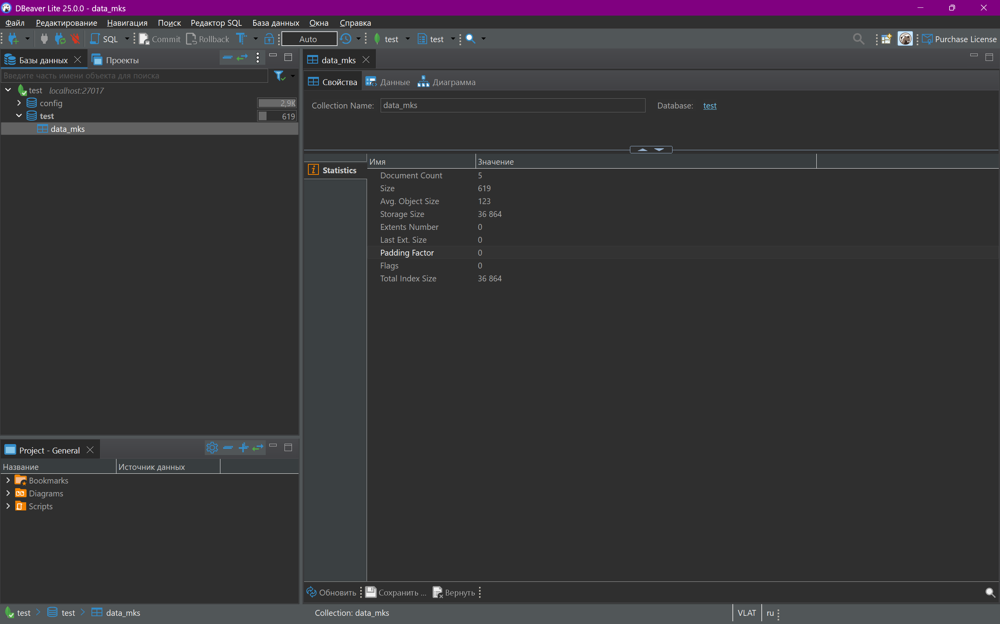 DBeaver Lite 25.0.0 - data_mks
Файл Редактирование Навигация Поиск Редактор SQL База данных Окна Справка
SQL Commit Rollback Auto test test Purchase License
Базы данных Проекты
Введите часть имени объекта для поиска
test localhost:27017
config 2,9K
test 619
data_mks
data_mks
Свойства Данные Диаграмма
Collection Name: data_mks Database: test
Statistics
Имя Значение
Document Count 5
Size 619
Avg. Object Size 123
Storage Size 36 864
Extents Number 0
Last Ext. Size 0
Padding Factor 0
Flags 0
Total Index Size 36 864
Project - General
Название Источник данных
Bookmarks
Diagrams
Scripts
Обновить Сохранить ... Вернуть
test test data_mks Collection: data_mks VLAT ru